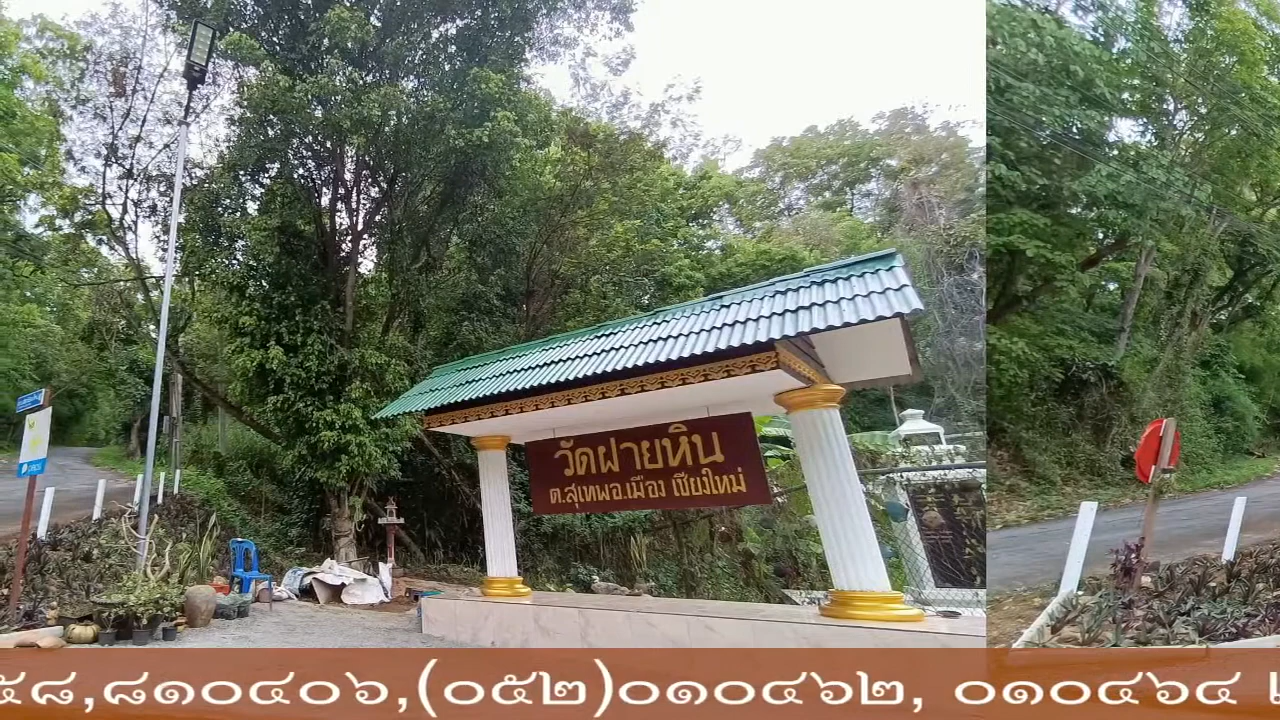 วัดฝายหิน
ต.สุเทพอ.เมือง เชียงใหม่
๕๘,๘๑๐๔๐๖,(๐๕๒)๐๑๐๔๖๒, ๐๑๐๔๖๔